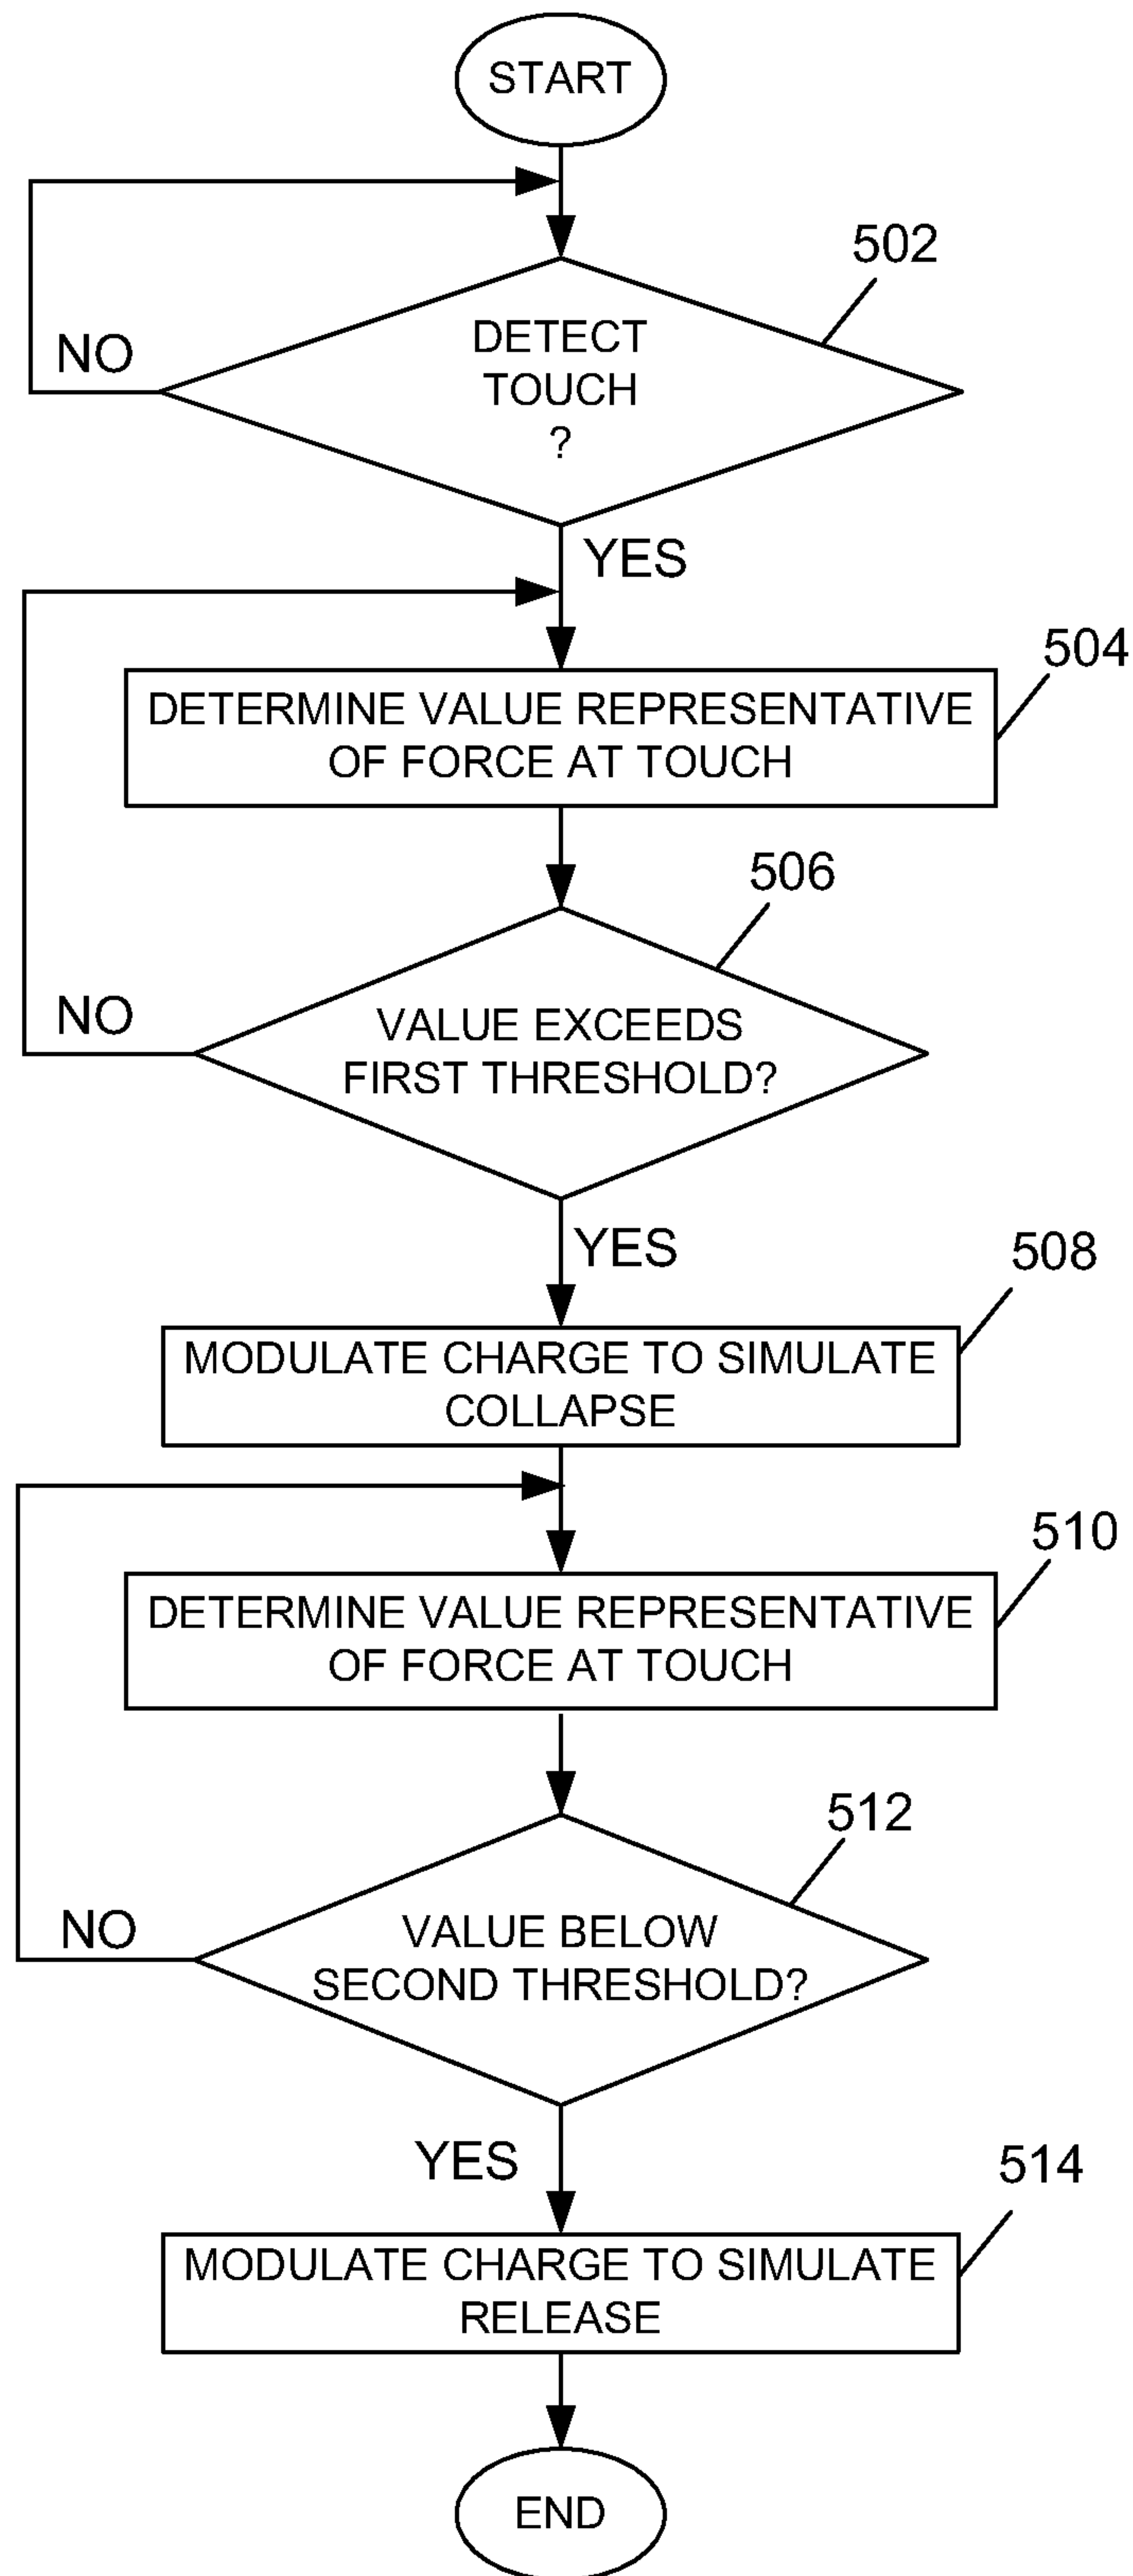 START
502
DETECT
TOUCH
?
NO
YES
504
DETERMINE VALUE REPRESENTATIVE
OF FORCE AT TOUCH
506
VALUE EXCEEDS
FIRST THRESHOLD?
NO
YES
508
MODULATE CHARGE TO SIMULATE
COLLAPSE
510
DETERMINE VALUE REPRESENTATIVE
OF FORCE AT TOUCH
512
VALUE BELOW
SECOND THRESHOLD?
NO
YES
514
MODULATE CHARGE TO SIMULATE
RELEASE
END